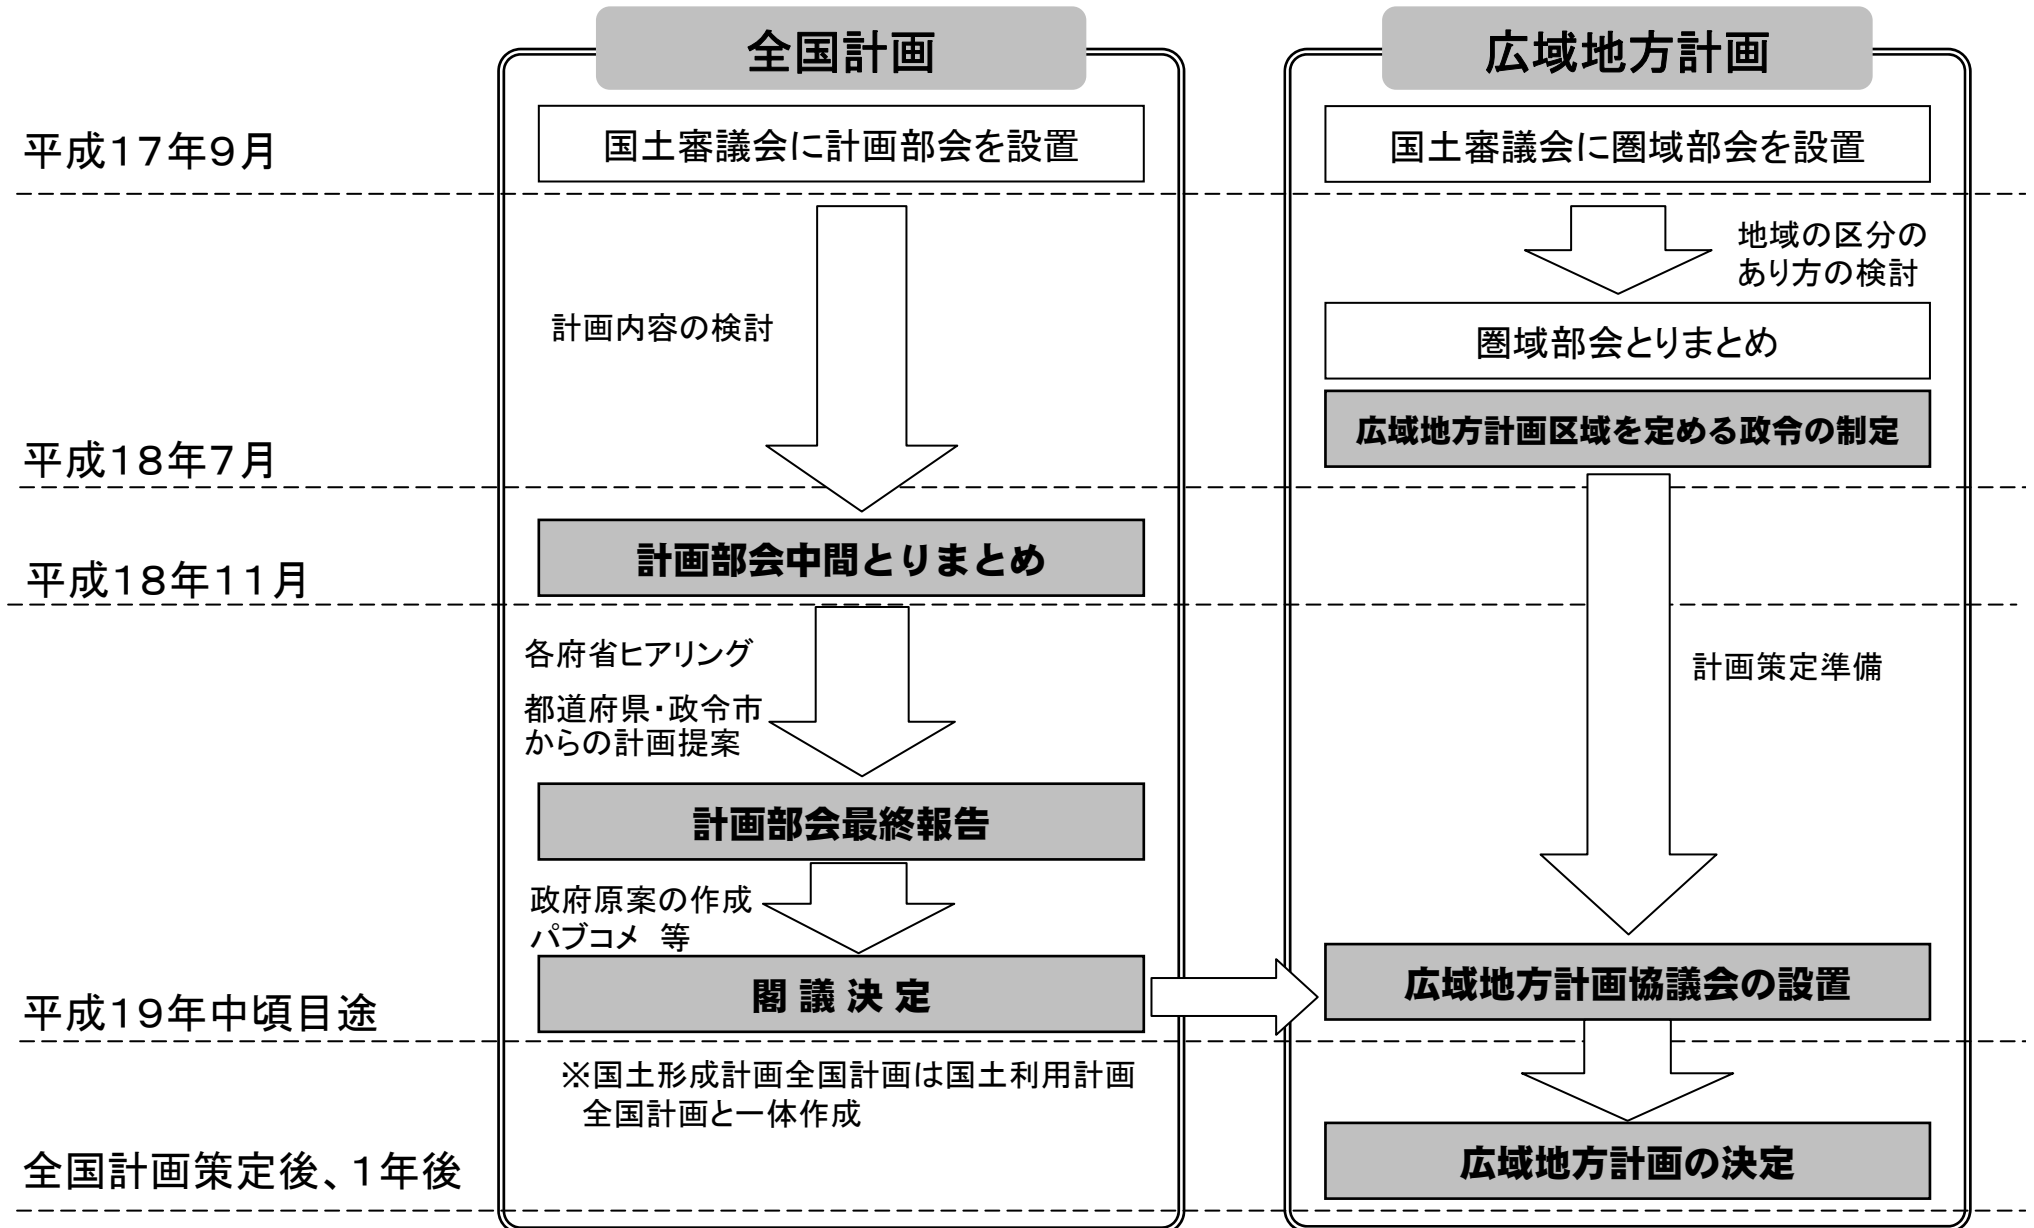 全国計画
広域地方計画
平成17年9月
国土審議会に計画部会を設置
国土審議会に圏域部会を設置
地域の区分の
あり方の検討
計画内容の検討
圏域部会とりまとめ
広域地方計画区域を定める政令の制定
平成18年7月
計画部会中間とりまとめ
平成18年11月
各府省ヒアリング
都道府県・政令市
からの計画提案
計画策定準備
計画部会最終報告
政府原案の作成
パブコメ 等
閣議決定
広域地方計画協議会の設置
平成19年中頃目途
※国土形成計画全国計画は国土利用計画
全国計画と一体作成
全国計画策定後、1年後
広域地方計画の決定